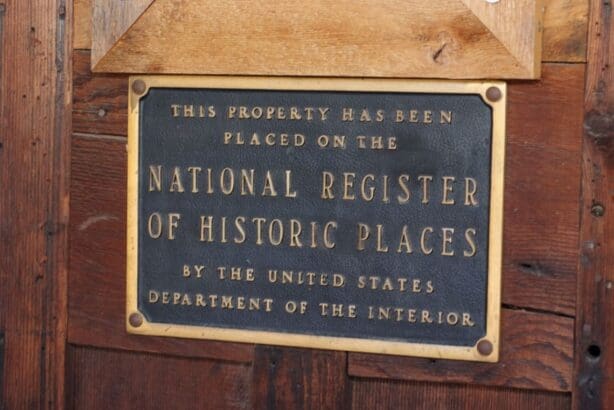 THIS PROPERTY HAS BEEN
PLACED ON THE
NATIONAL REGISTER
OF HISTORIC PLACES
BY THE UNITED STATES
DEPARTMENT OF THE INTERIOR